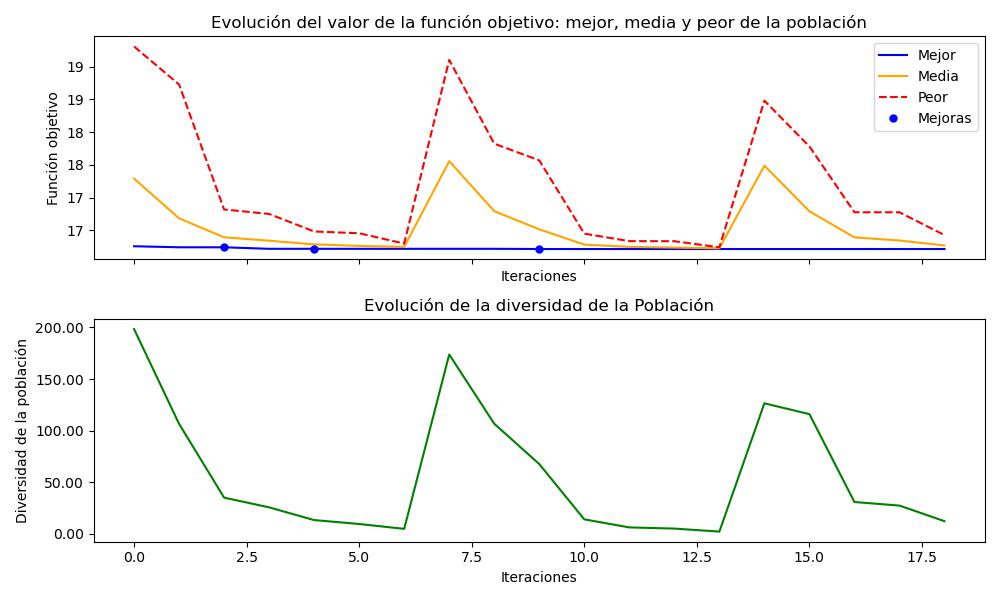 Evolución del valor de la función objetivo: mejor, media y peor de la población
Función objetivo
19
19
18
18
17
17
Mejor
Media
Peor
Mejoras
Iteraciones
Evolución de la diversidad de la Población
Diversidad de la población
200.00
150.00
100.00
50.00
0.00
0.0 2.5 5.0 7.5 10.0 12.5 15.0 17.5
Iteraciones